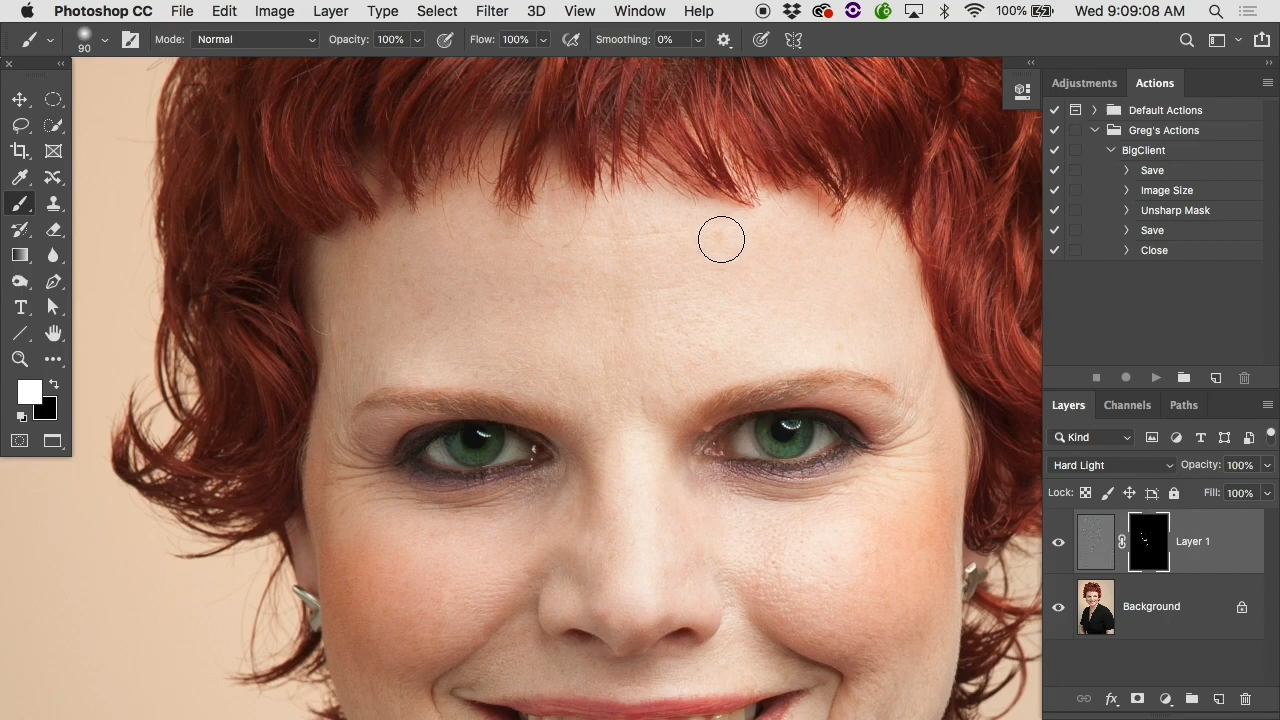 Photoshop CC File Edit Image Layer Type Select Filter 3D View Window Help 100% Wed 9:09:08 AM
90 Mode: Normal Opacity: 100% Flow: 100% Smoothing: 0%
Adjustments Actions
Default Actions
Greg's Actions
BigClient
Save
Image Size
Unsharp Mask
Save
Close
Layers Channels Paths
Kind
Hard Light Opacity: 100%
Lock: Fill: 100%
Layer 1
Background